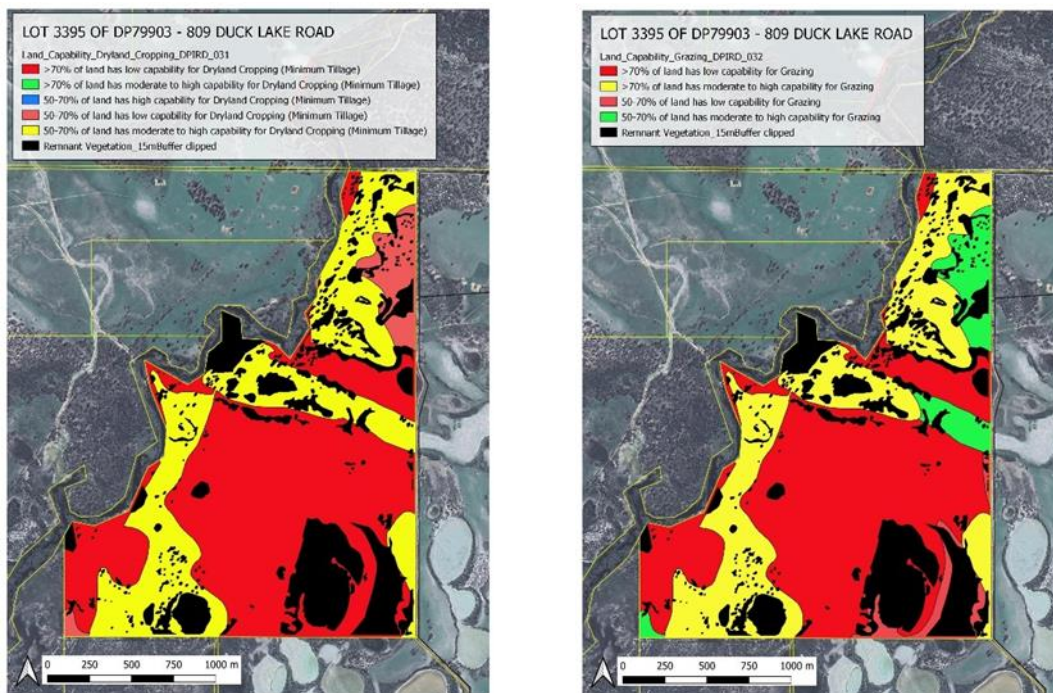 LOT 3395 OF DP79903 - 809 DUCK LAKE ROAD
Land_Capability_Dryland_Cropping_DPIRD_031
>70% of land has low capability for Dryland Cropping (Minimum Tillage)
>70% of land has moderate to high capability for Dryland Cropping (Minimum Tillage)
50-70% of land has high capability for Dryland Cropping (Minimum Tillage)
50-70% of land has low capability for Dryland Cropping (Minimum Tillage)
50-70% of land has moderate to high capability for Dryland Cropping (Minimum Tillage)
Remnant Vegetation_15mBuffer clipped
0 250 500 750 1000 m
LOT 3395 OF DP79903 - 809 DUCK LAKE ROAD
Land_Capability_Grazing_DPIRD_032
>70% of land has low capability for Grazing
>70% of land has moderate to high capability for Grazing
50-70% of land has low capability for Grazing
50-70% of land has moderate to high capability for Grazing
Remnant Vegetation_15mBuffer clipped
0 250 500 750 1000 m